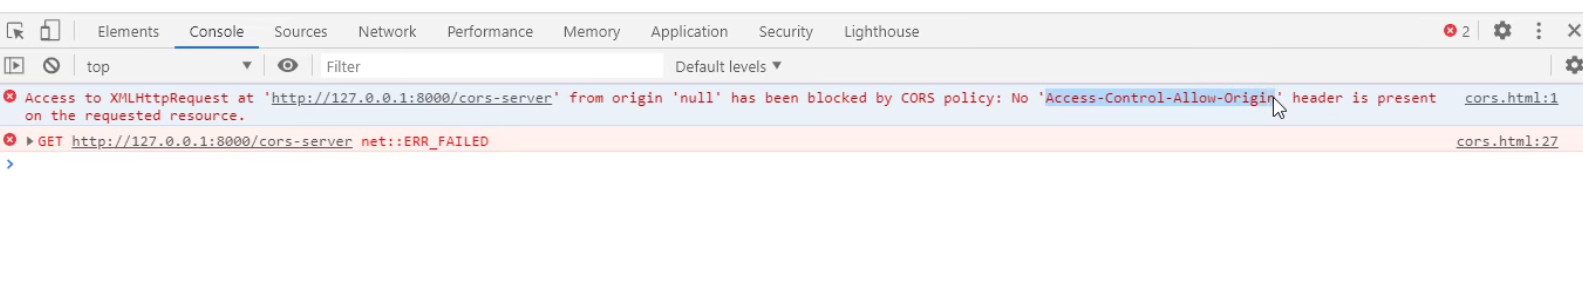 Elements Console Sources Network Performance Memory Application Security Lighthouse 2
top Filter Default levels
Access to XMLHttpRequest at 'http://127.0.0.1:8000/cors-server' from origin 'null' has been blocked by CORS policy: No 'Access-Control-Allow-Origin' header is present cors.html:1
on the requested resource.
GET http://127.0.0.1:8000/cors-server net::ERR_FAILED cors.html:27